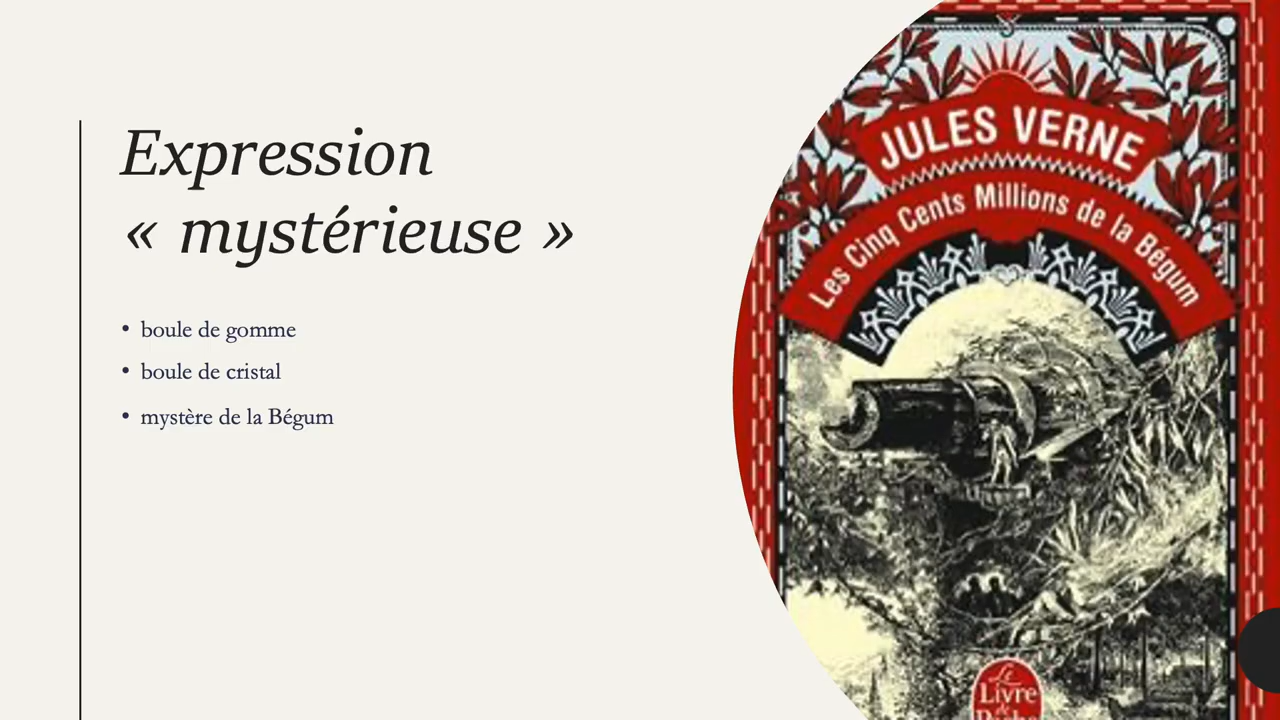 Expression
« mystérieuse »
• boule de gomme
• boule de cristal
• mystère de la Bégum
JULES VERNE
Les Cinq Cents Millions de la Bégum
Le
Livre
de